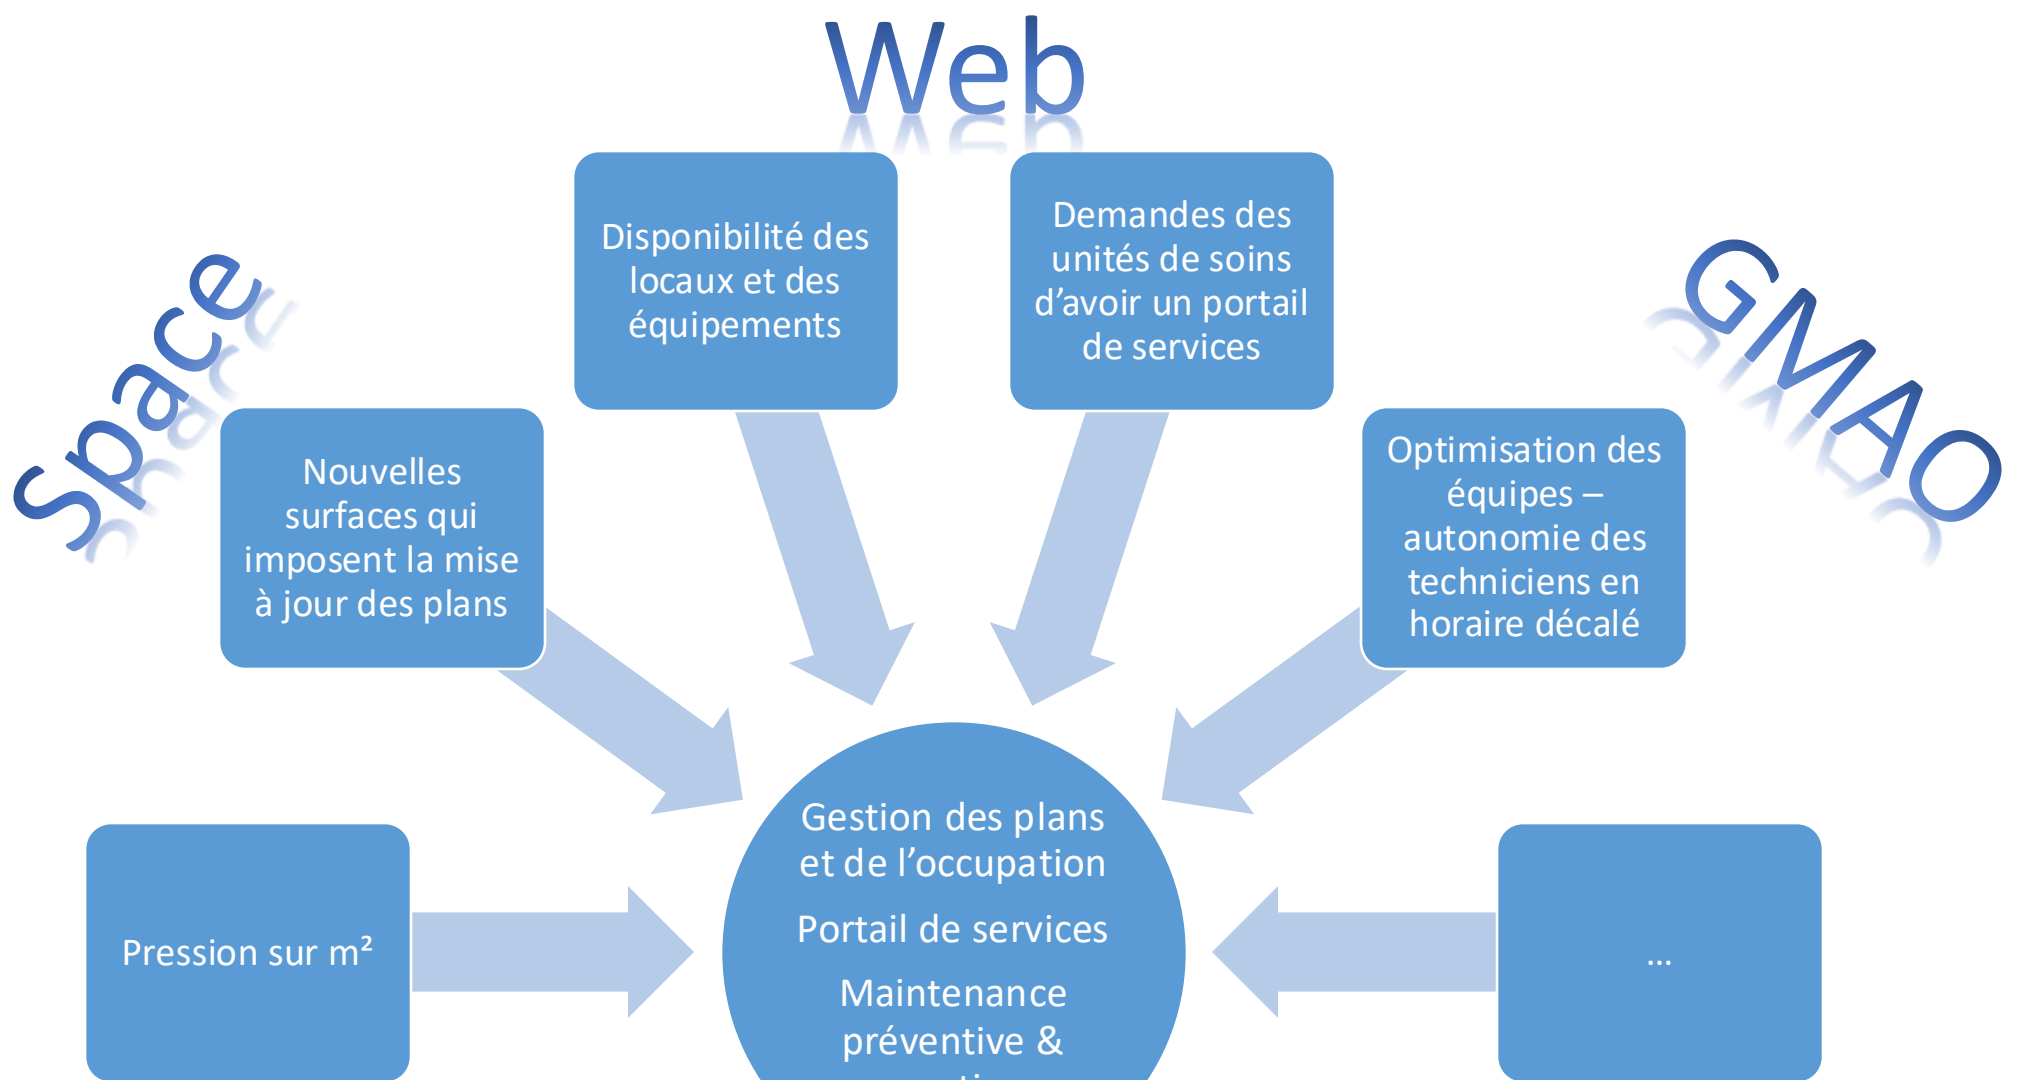 Web
Space
GMAO
Disponibilité des
locaux et des
équipements
Demandes des
unités de soins
d’avoir un portail
de services
Nouvelles
surfaces qui
imposent la mise
à jour des plans
Optimisation des
équipes –
autonomie des
techniciens en
horaire décalé
Pression sur m²
Gestion des plans
et de l’occupation
Portail de services
Maintenance
préventive &
…